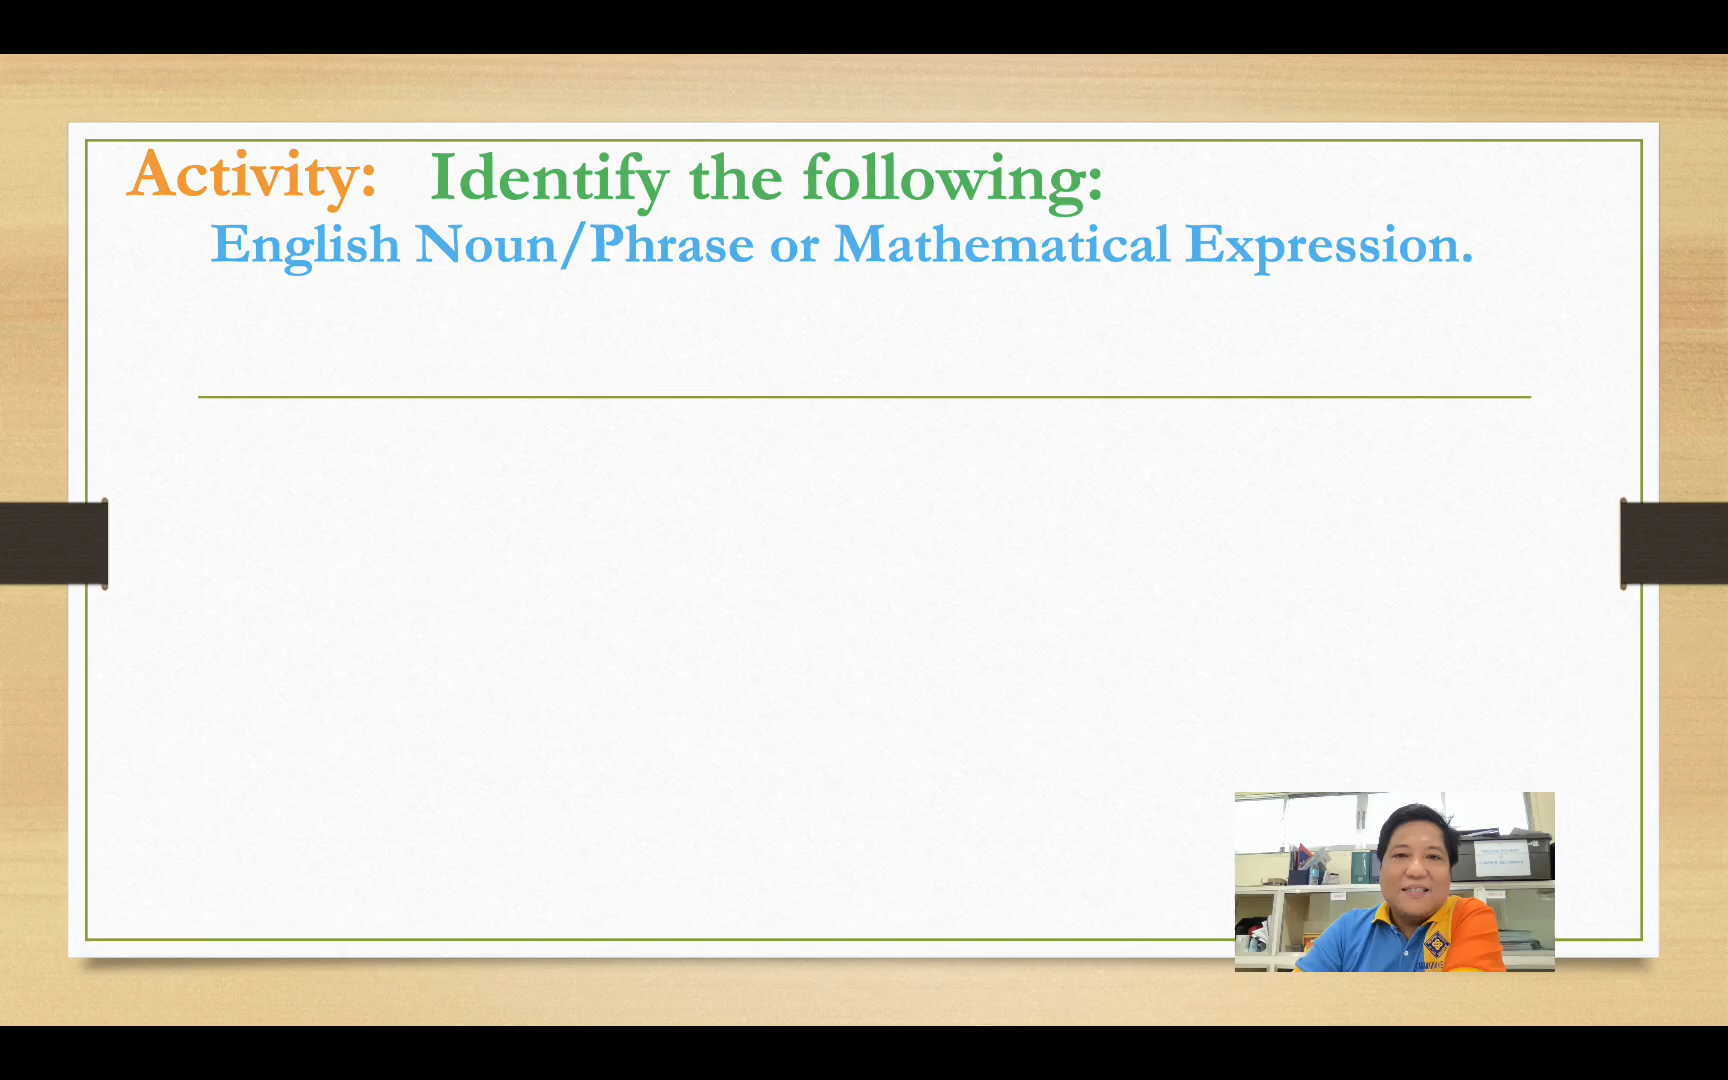 Activity: Identify the following:
English Noun/Phrase or Mathematical Expression.